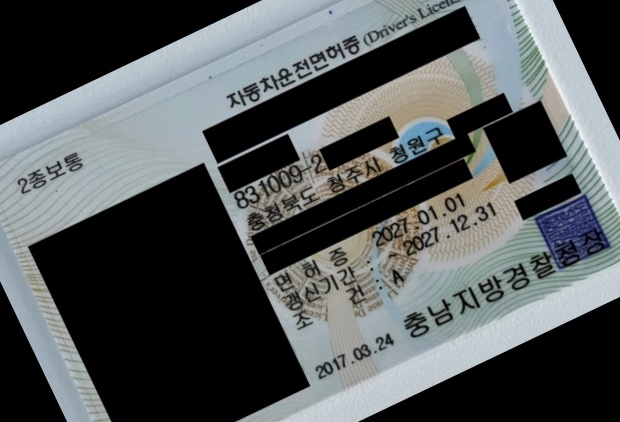 자동차운전면허증 (Driver's Licen
2종보통
831009-2
충청북도 청주시 청원구
면 허 증 : 2027.01.01
갱신기간 : ~ 2027.12.31
조 건 : A
2017.03.24 충남지방경찰청장